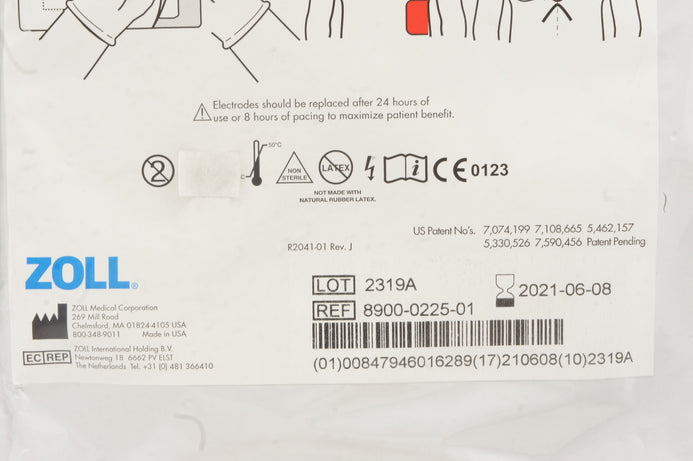 Electrodes should be replaced after 24 hours of
use or 8 hours of pacing to maximize patient benefit.
2
50°C
C
NON
STERILE
LATEX
i
CE 0123
NOT MADE WITH
NATURAL RUBBER LATEX.
US Patent No's. 7,074,199 7,108,665 5,462,157
5,330,526 7,590,456 Patent Pending
R2041-01 Rev. J
ZOLL®
LOT 2319A
2021-06-08
REF 8900-0225-01
ZOLL Medical Corporation
269 Mill Road
Chelmsford, MA 01824-4105 USA
800-348-9011 Made in USA
EC REP
ZOLL International Holding B.V.
Newtonweg 18 6662 PV ELST
The Netherlands Tel. +31 (0) 481 366410
(01)00847946016289(17)210608(10)2319A